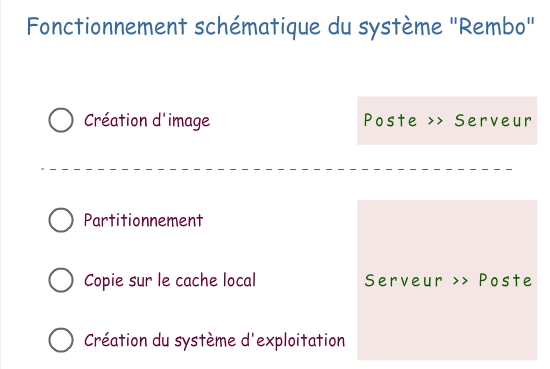 Fonctionnement schématique du système "Rembo"
Création d'image
Poste >> Serveur
Partitionnement
Copie sur le cache local
Serveur >> Poste
Création du système d'exploitation